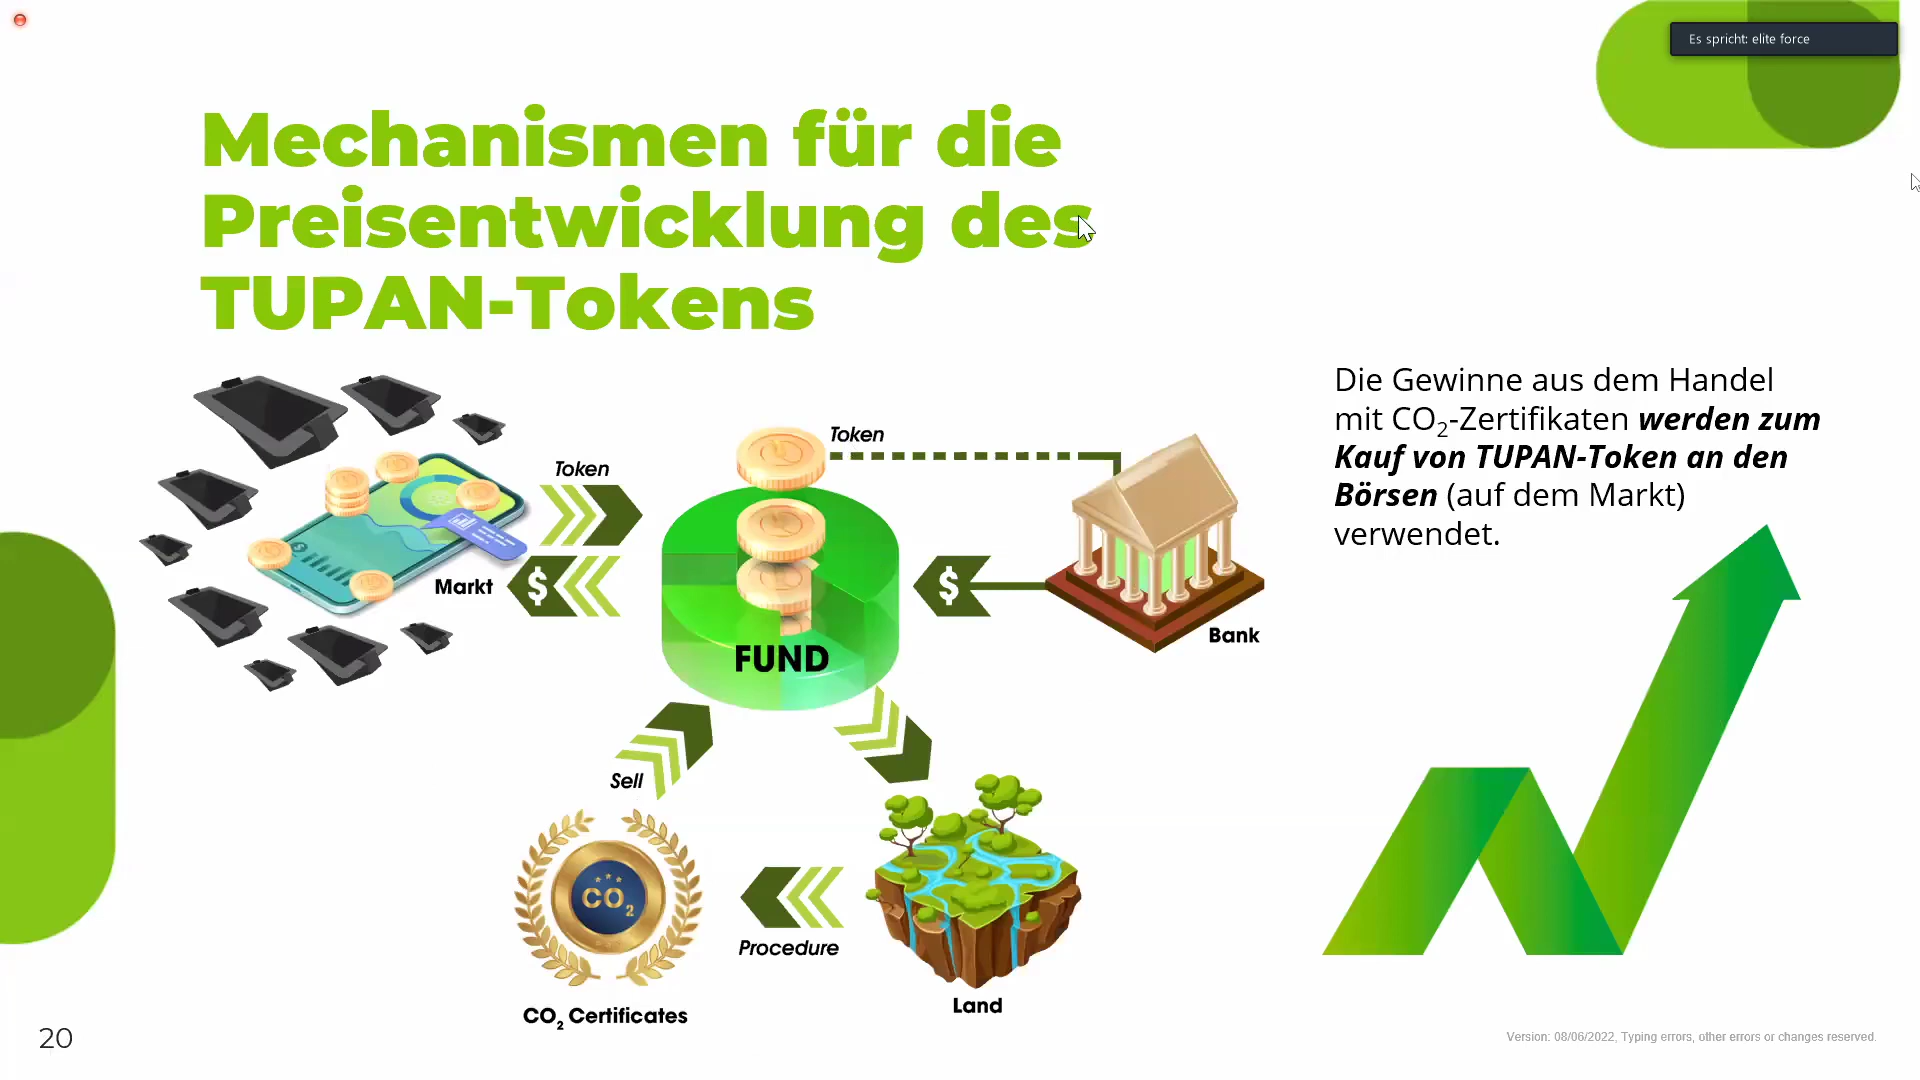 Es spricht: elite force
Mechanismen für die
Preisentwicklung des
TUPAN-Tokens
Die Gewinne aus dem Handel
mit CO₂-Zertifikaten werden zum
Kauf von TUPAN-Token an den
Börsen (auf dem Markt)
verwendet.
Token
Token
Markt
$
$
FUND
Bank
Sell
CO₂
Procedure
Land
CO₂ Certificates
20
Version: 08/06/2022, Typing errors, other errors or changes reserved.